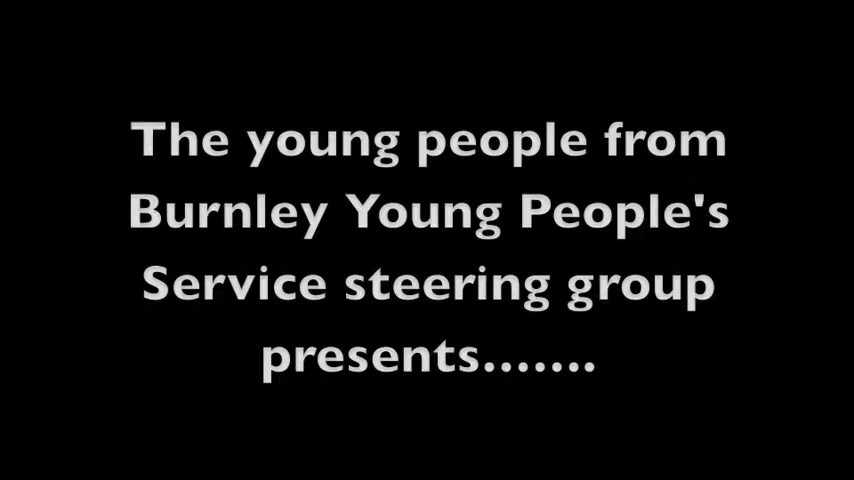 The young people from
Burnley Young People's
Service steering group
presents.......